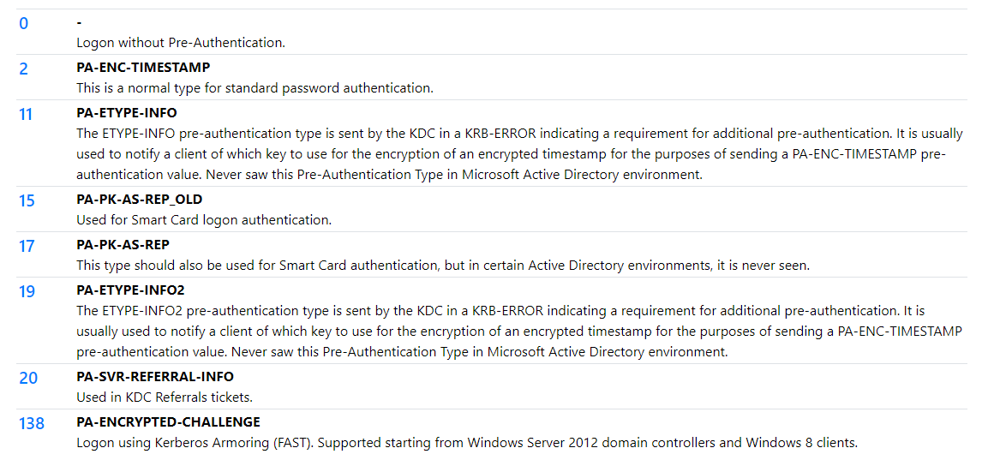 0
-
Logon without Pre-Authentication.
2
PA-ENC-TIMESTAMP
This is a normal type for standard password authentication.
11
PA-ETYPE-INFO
The ETYPE-INFO pre-authentication type is sent by the KDC in a KRB-ERROR indicating a requirement for additional pre-authentication. It is usually
used to notify a client of which key to use for the encryption of an encrypted timestamp for the purposes of sending a PA-ENC-TIMESTAMP pre-
authentication value. Never saw this Pre-Authentication Type in Microsoft Active Directory environment.
15
PA-PK-AS-REP_OLD
Used for Smart Card logon authentication.
17
PA-PK-AS-REP
This type should also be used for Smart Card authentication, but in certain Active Directory environments, it is never seen.
19
PA-ETYPE-INFO2
The ETYPE-INFO2 pre-authentication type is sent by the KDC in a KRB-ERROR indicating a requirement for additional pre-authentication. It is
usually used to notify a client of which key to use for the encryption of an encrypted timestamp for the purposes of sending a PA-ENC-TIMESTAMP
pre-authentication value. Never saw this Pre-Authentication Type in Microsoft Active Directory environment.
20
PA-SVR-REFERRAL-INFO
Used in KDC Referrals tickets.
138
PA-ENCRYPTED-CHALLENGE
Logon using Kerberos Armoring (FAST). Supported starting from Windows Server 2012 domain controllers and Windows 8 clients.